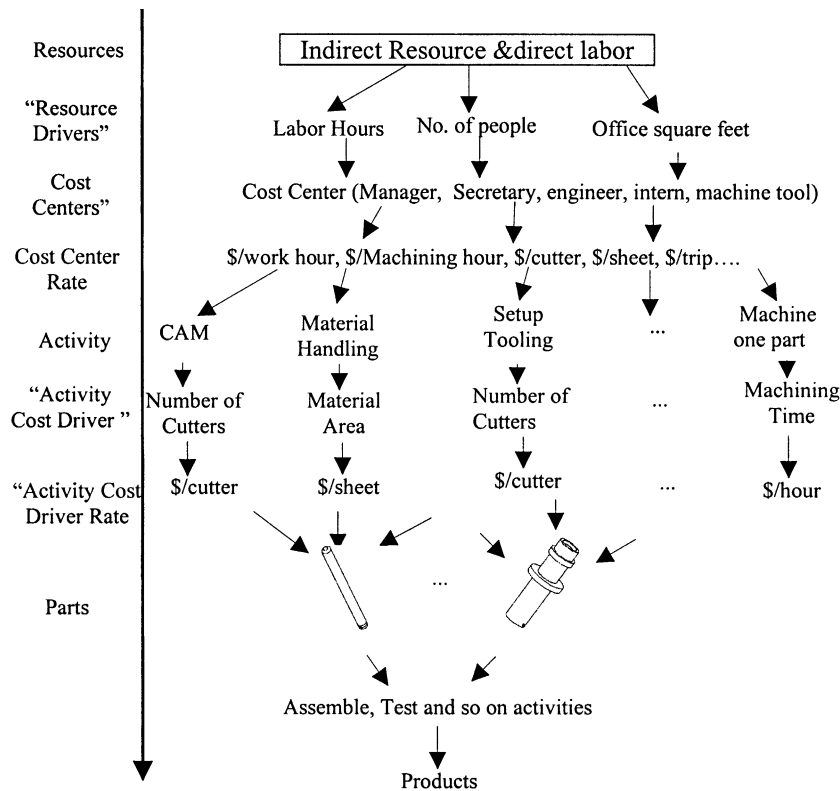 Resources
Indirect Resource &direct labor
“Resource
Drivers”
Labor Hours
No. of people
Office square feet
Cost
Centers”
Cost Center (Manager, Secretary, engineer, intern, machine tool)
Cost Center
Rate
$/work hour, $/Machining hour, $/cutter, $/sheet, $/trip….
Activity
CAM
Material
Handling
Setup
Tooling
...
Machine
one part
“Activity
Cost Driver ”
Number of
Cutters
Material
Area
Number of
Cutters
...
Machining
Time
“Activity Cost
Driver Rate
$/cutter
$/sheet
$/cutter
...
$/hour
Parts
...
Assemble, Test and so on activities
Products